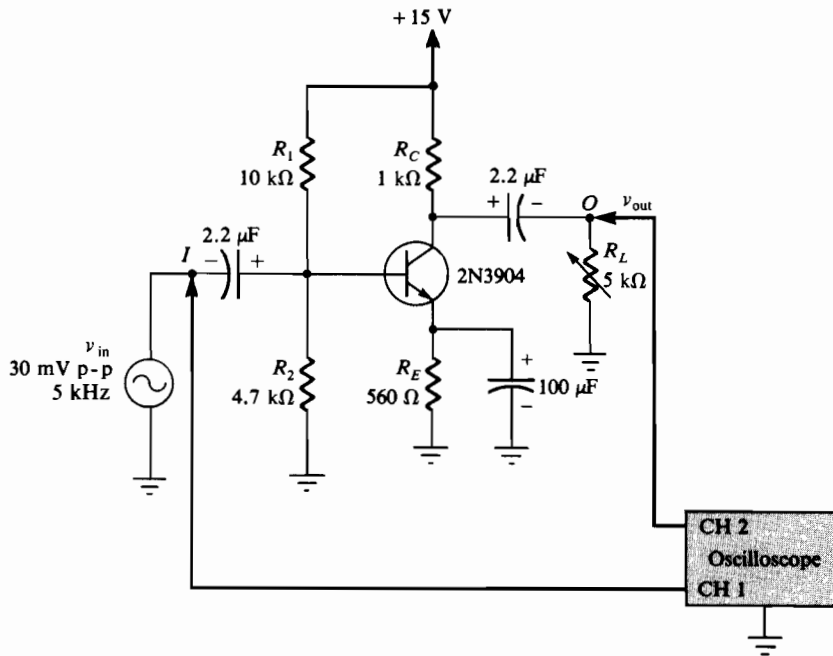 +15 V
R1
10 kΩ
RC
1 kΩ
2.2 μF
+ −
O
vout
RL
5 kΩ
2.2 μF
I
− +
2N3904
vin
30 mV p-p
5 kHz
R2
4.7 kΩ
RE
560 Ω
+
100 μF
−
CH 2
Oscilloscope
CH 1